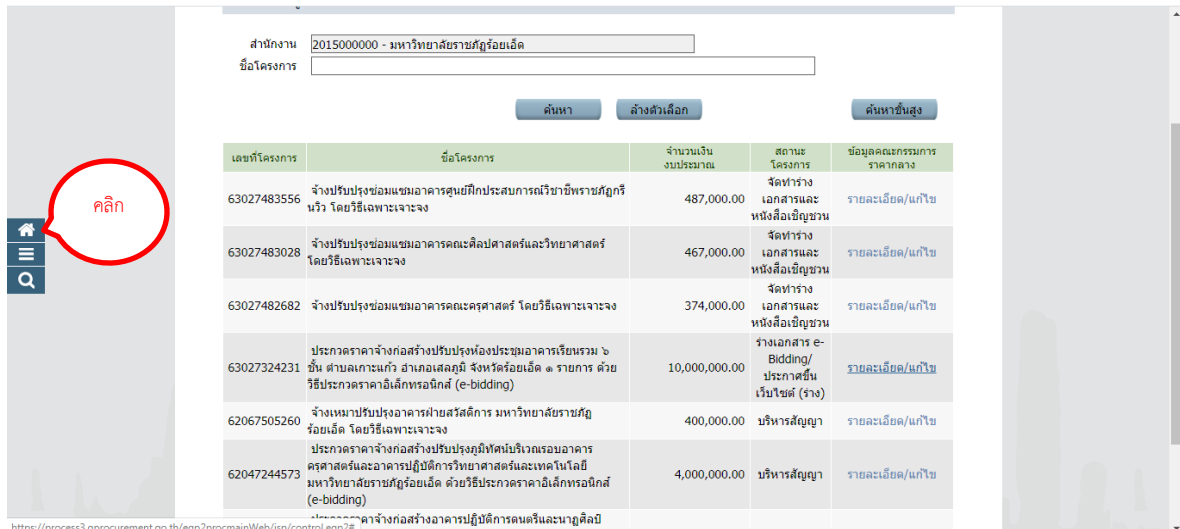 สำนักงาน 2015000000 - มหาวิทยาลัยราชภัฏร้อยเอ็ด
ชื่อโครงการ
ค้นหา ล้างตัวเลือก ค้นหาขั้นสูง
เลขที่โครงการ ชื่อโครงการ จำนวนเงิน งบประมาณ สถานะ โครงการ ข้อมูลคณะกรรมการ ราคากลาง
คลิก
63027483556 จ้างปรับปรุงซ่อมแซมอาคารศูนย์ฝึกประสบการณ์วิชาชีพราชภัฏกรี
นวิว โดยวิธีเฉพาะเจาะจง
487,000.00
จัดทำร่าง
เอกสารและ
หนังสือเชิญชวน
รายละเอียด/แก้ไข
63027483028 จ้างปรับปรุงซ่อมแซมอาคารคณะศิลปศาสตร์และวิทยาศาสตร์
โดยวิธีเฉพาะเจาะจง
467,000.00
จัดทำร่าง
เอกสารและ
หนังสือเชิญชวน
รายละเอียด/แก้ไข
63027482682 จ้างปรับปรุงซ่อมแซมอาคารคณะครุศาสตร์ โดยวิธีเฉพาะเจาะจง
374,000.00
จัดทำร่าง
เอกสารและ
หนังสือเชิญชวน
รายละเอียด/แก้ไข
63027324231 ประกวดราคาจ้างก่อสร้างปรับปรุงห้องประชุมอาคารเรียนรวม ๖
ชั้น ตำบลเกาะแก้ว อำเภอเสลภูมิ จังหวัดร้อยเอ็ด ๑ รายการ ด้วย
วิธีประกวดราคาอิเล็กทรอนิกส์ (e-bidding)
10,000,000.00
ร่างเอกสาร e-
Bidding/
ประกาศขึ้น
เว็บไซต์ (ร่าง)
รายละเอียด/แก้ไข
62067505260 จ้างเหมาปรับปรุงอาคารฝ่ายสวัสดิการ มหาวิทยาลัยราชภัฏ
ร้อยเอ็ด โดยวิธีเฉพาะเจาะจง
400,000.00 บริหารสัญญา รายละเอียด/แก้ไข
62047244573 ประกวดราคาจ้างก่อสร้างปรับปรุงภูมิทัศน์บริเวณรอบอาคาร
ครุศาสตร์และอาคารปฏิบัติการวิทยาศาสตร์และเทคโนโลยี
มหาวิทยาลัยราชภัฏร้อยเอ็ด ด้วยวิธีประกวดราคาอิเล็กทรอนิกส์
(e-bidding)
4,000,000.00 บริหารสัญญา รายละเอียด/แก้ไข
คาจ้างก่อสร้างอาคารปฏิบัติการดนตรีและนาฏศิลป์